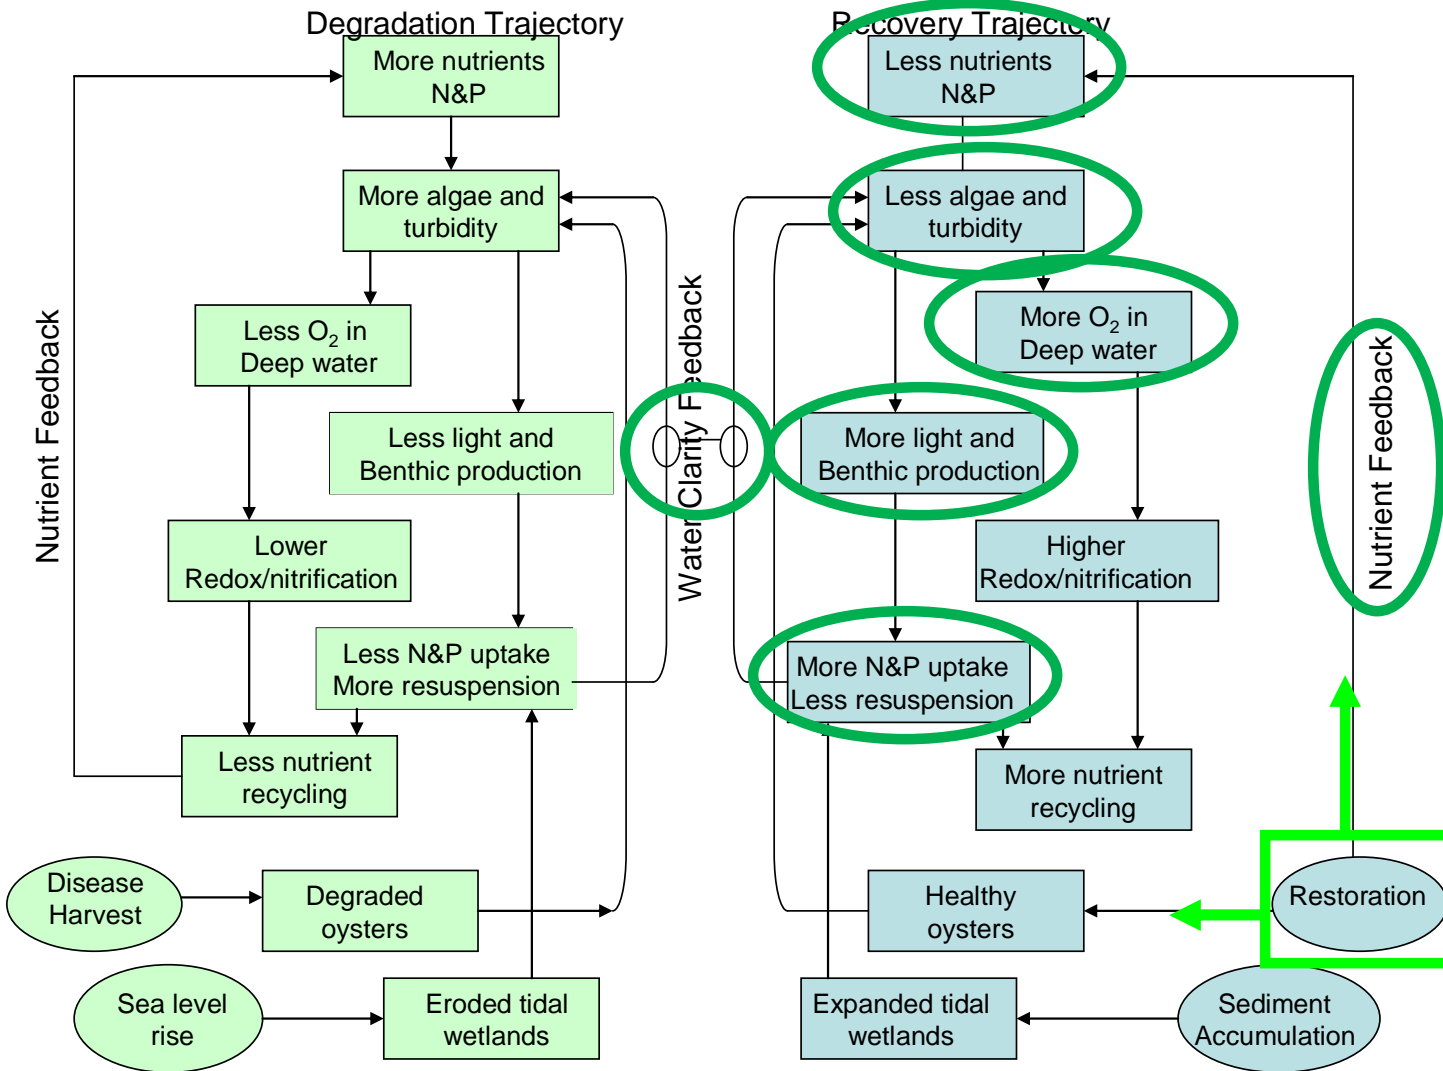 Degradation Trajectory
More nutrients
N&P
More algae and
turbidity
Less O₂ in
Deep water
Less light and
Benthic production
Lower
Redox/nitrification
Less N&P uptake
More resuspension
Less nutrient
recycling
Nutrient Feedback
Disease
Harvest
Degraded
oysters
Sea level
rise
Eroded tidal
wetlands
Water Clarity Feedback
Recovery Trajectory
Less nutrients
N&P
Less algae and
turbidity
More O₂ in
Deep water
More light and
Benthic production
Higher
Redox/nitrification
More N&P uptake
Less resuspension
More nutrient
recycling
Nutrient Feedback
Healthy
oysters
Restoration
Expanded tidal
wetlands
Sediment
Accumulation